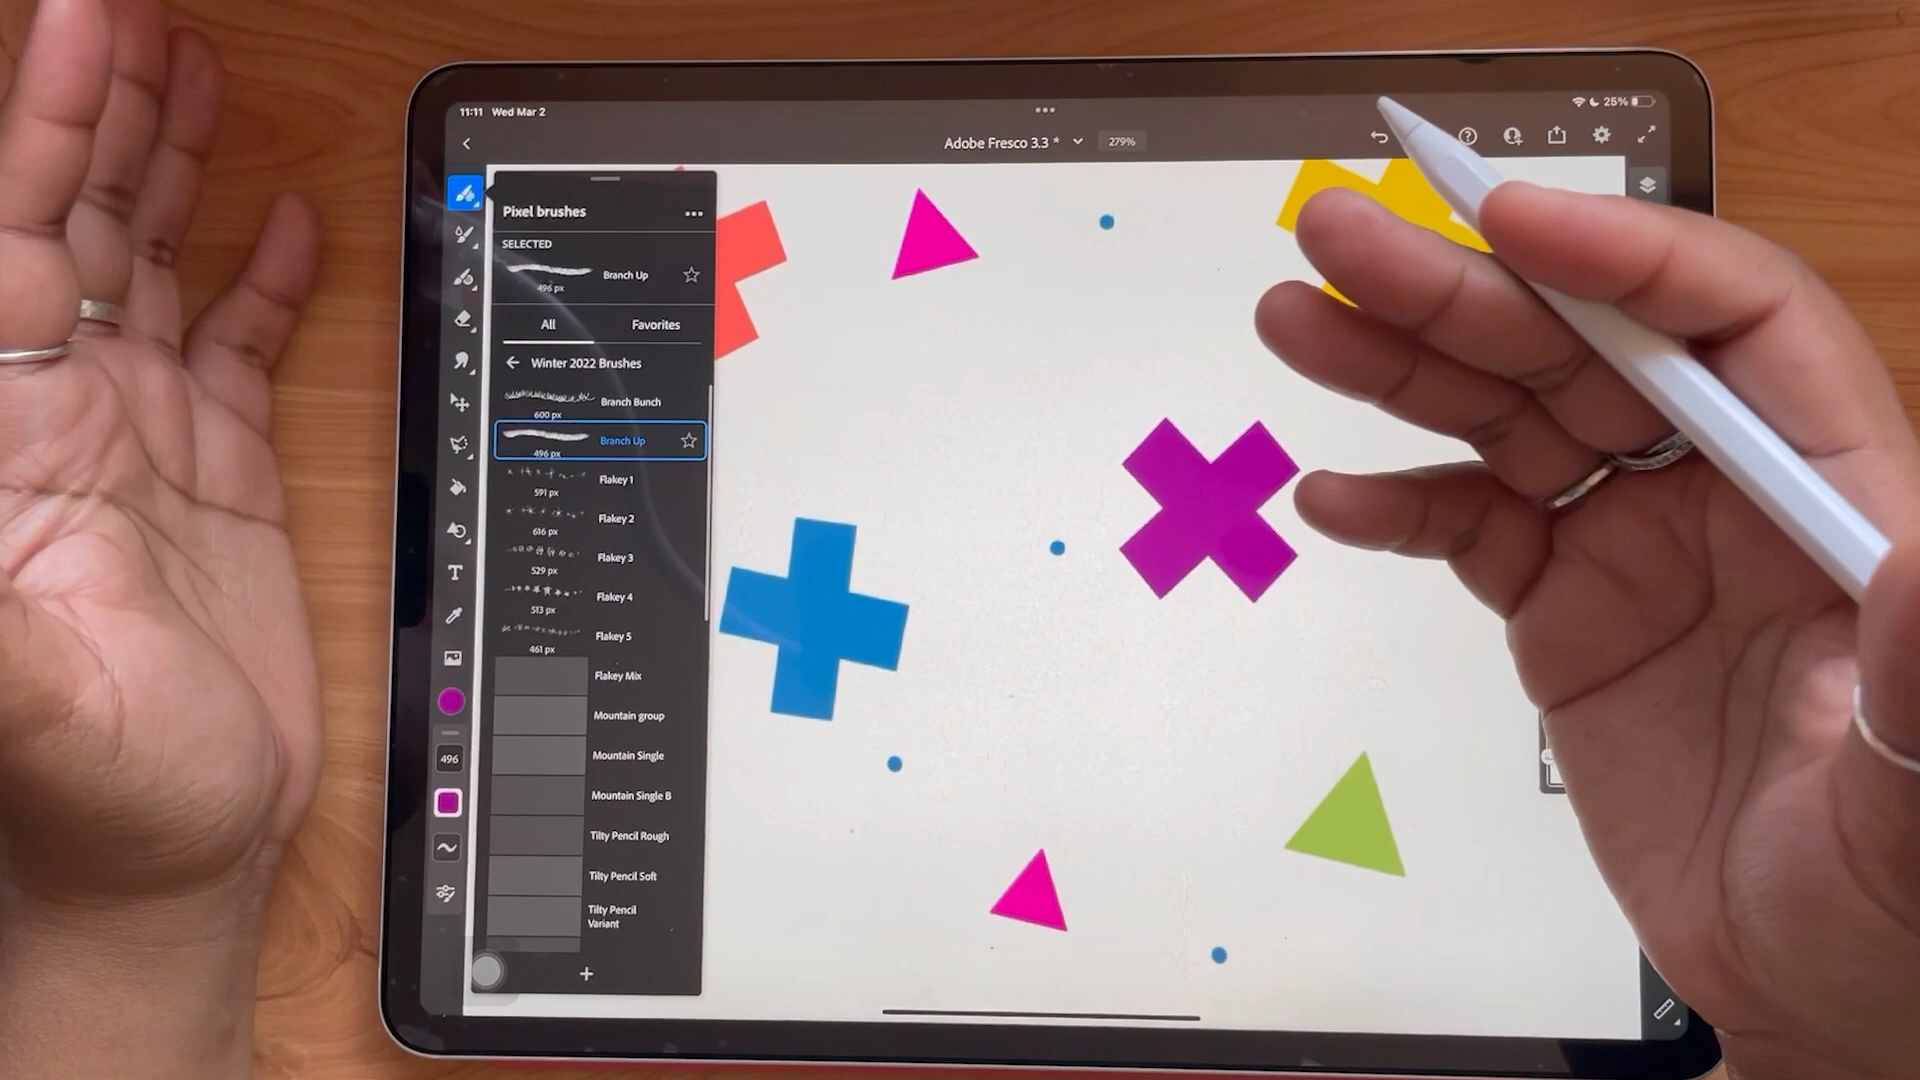 11:11 Wed Mar 2
25%
Adobe Fresco 3.3 *
279%
Pixel brushes
SELECTED
Branch Up
496 px
All
Favorites
Winter 2022 Brushes
Branch Bunch
600 px
Branch Up
496 px
Flakey 1
591 px
Flakey 2
616 px
Flakey 3
529 px
Flakey 4
513 px
Flakey 5
461 px
Flakey Mix
Mountain group
Mountain Single
Mountain Single B
Tilty Pencil Rough
Tilty Pencil Soft
Tilty Pencil
Variant
496